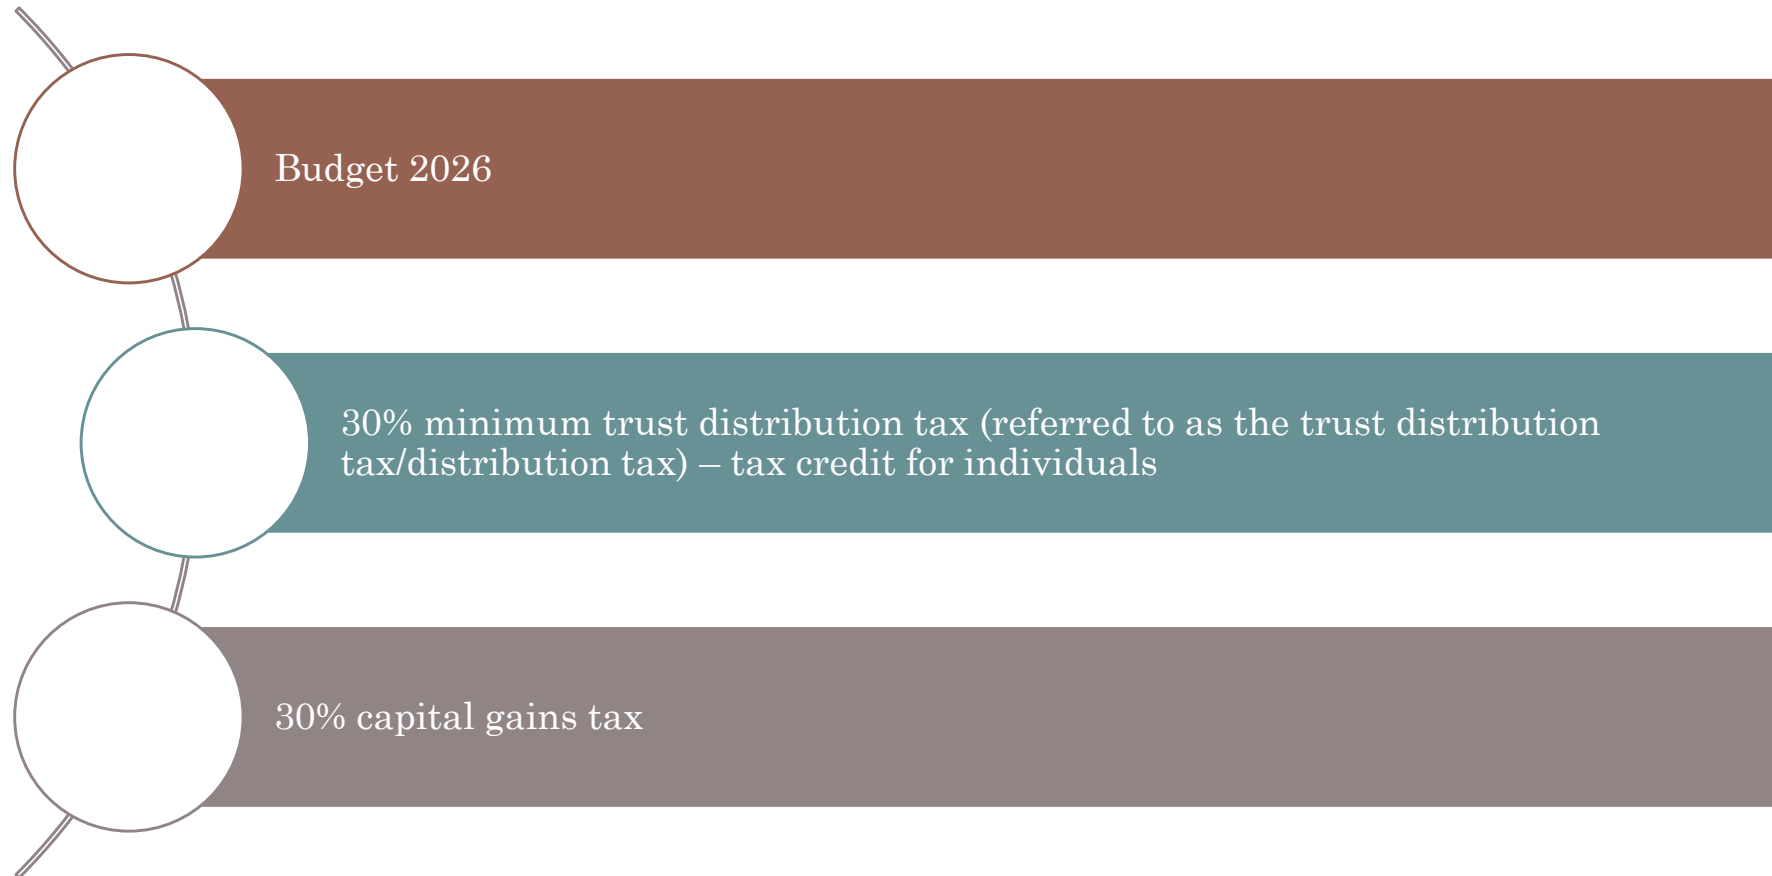 Budget 2026
30% minimum trust distribution tax (referred to as the trust distribution
tax/distribution tax) – tax credit for individuals
30% capital gains tax